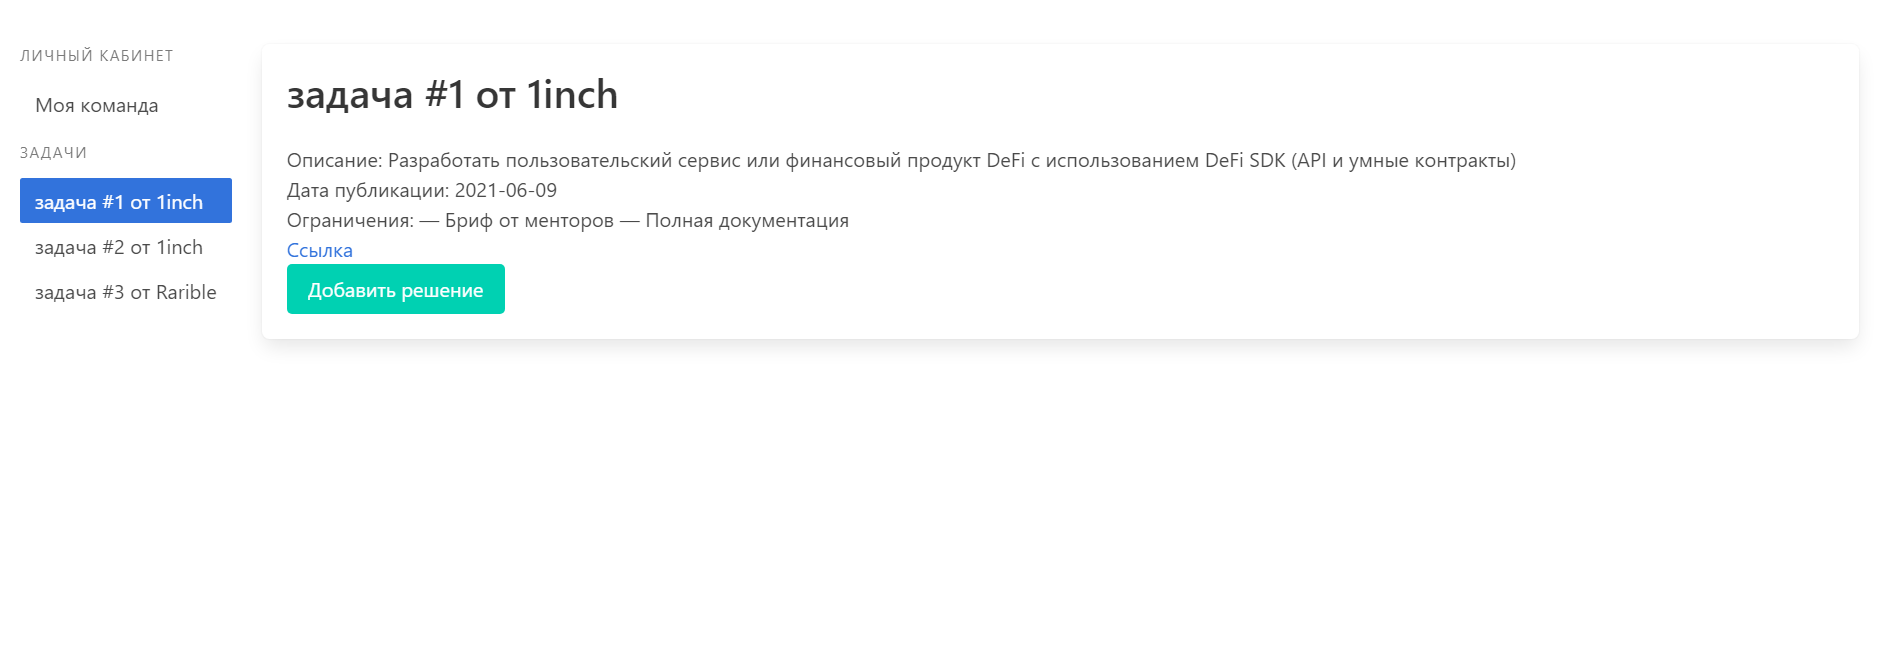 ЛИЧНЫЙ КАБИНЕТ
Моя команда
ЗАДАЧИ
задача #1 от 1inch
задача #2 от 1inch
задача #3 от Rarible
задача #1 от 1inch
Описание: Разработать пользовательский сервис или финансовый продукт DeFi с использованием DeFi SDK (API и умные контракты)
Дата публикации: 2021-06-09
Ограничения: — Бриф от менторов — Полная документация
Ссылка
Добавить решение